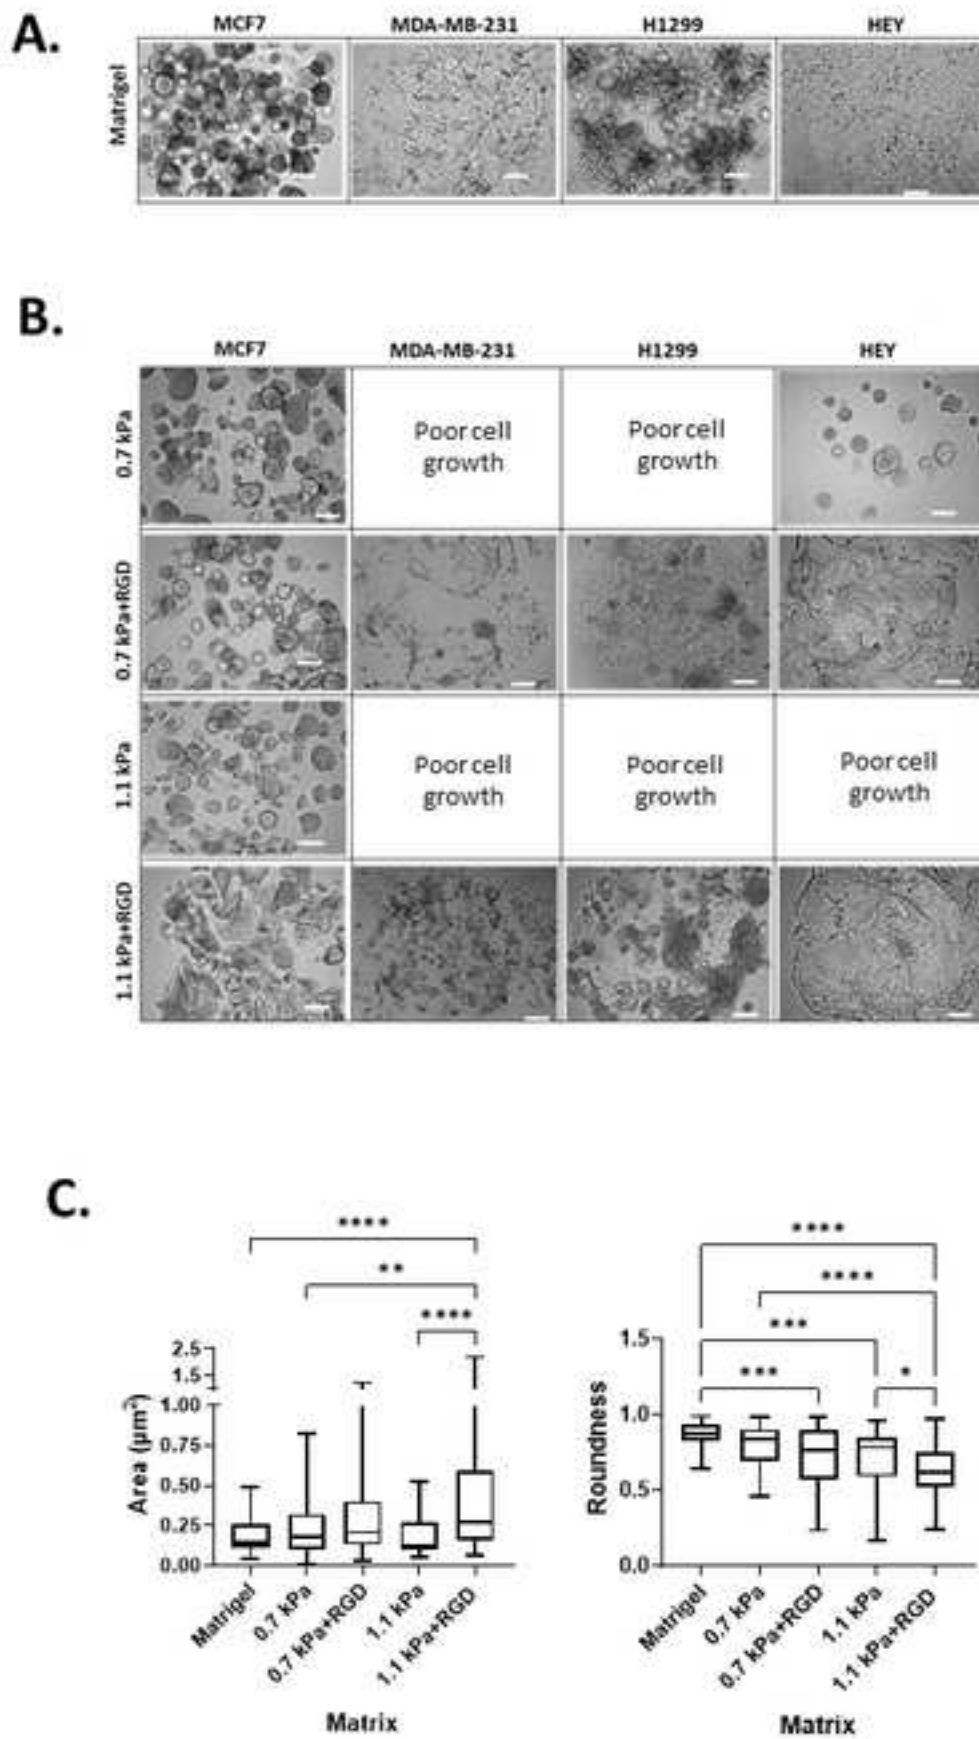 A.
MCF7 MDA-MB-231 H1299 HEY
Matrigel
B.
MCF7 MDA-MB-231 H1299 HEY
0.7 kPa
Poor cell
growth
Poor cell
growth
0.7 kPa+RGD
1.1 kPa
Poor cell
growth
Poor cell
growth
Poor cell
growth
1.1 kPa+RGD
C.
****
**
****
2.5
1.5
1.00
0.75
0.50
0.25
0.00
Area (µm²)
Matrigel
0.7 kPa
0.7 kPa+RGD
1.1 kPa
1.1 kPa+RGD
Matrix
****
****
***
***
*
1.5
1.0
0.5
0.0
Roundness
Matrigel
0.7 kPa
0.7 kPa+RGD
1.1 kPa
1.1 kPa+RGD
Matrix